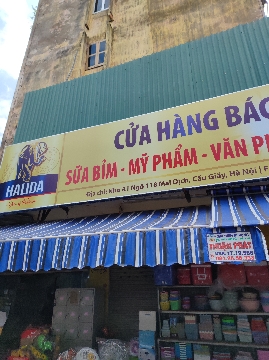 CỬA HÀNG BÁC
HALIDA
SỮA BỈM - MỸ PHẨM - VĂN P
Địa chỉ: Khu A1 Ngõ 118 Mai Dịch, Cầu Giấy, Hà Nội